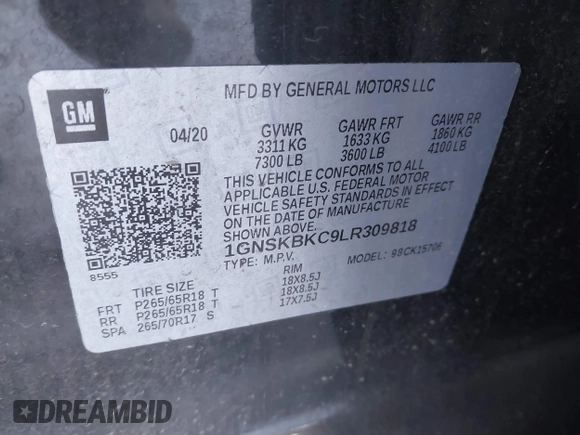 GM
MFD BY GENERAL MOTORS LLC
04/20
GVWR GAWR FRT GAWR RR
3311 KG 1633 KG 1860 KG
7300 LB 3600 LB 4100 LB
THIS VEHICLE CONFORMS TO ALL
APPLICABLE U.S. FEDERAL MOTOR
VEHICLE SAFETY STANDARDS IN
EFFECT ON THE DATE OF
MANUFACTURE SHOWN ABOVE.
1GNSKBKC9LR309818
TYPE: M.P.V. MODEL: 98CK15706
8555
TIRE SIZE RIM
FRT P265/65R18 T 18X8.5J
RR P265/65R18 T 18X8.5J
SPA 265/70R17 S 17X7.5J
DREAMBID